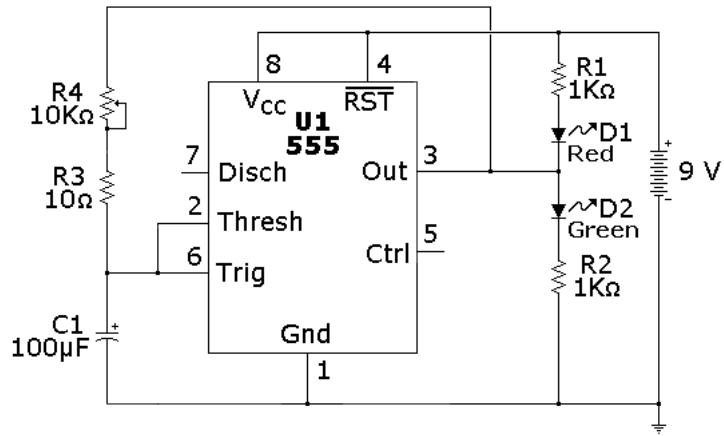 8
4
R4
10KΩ
VCC
RST
R1
1KΩ
U1
555
D1
Red
7
Disch
Out
3
9 V
R3
10Ω
2
Thresh
D2
Green
6
Trig
Ctrl
5
R2
1KΩ
C1
100µF
Gnd
1